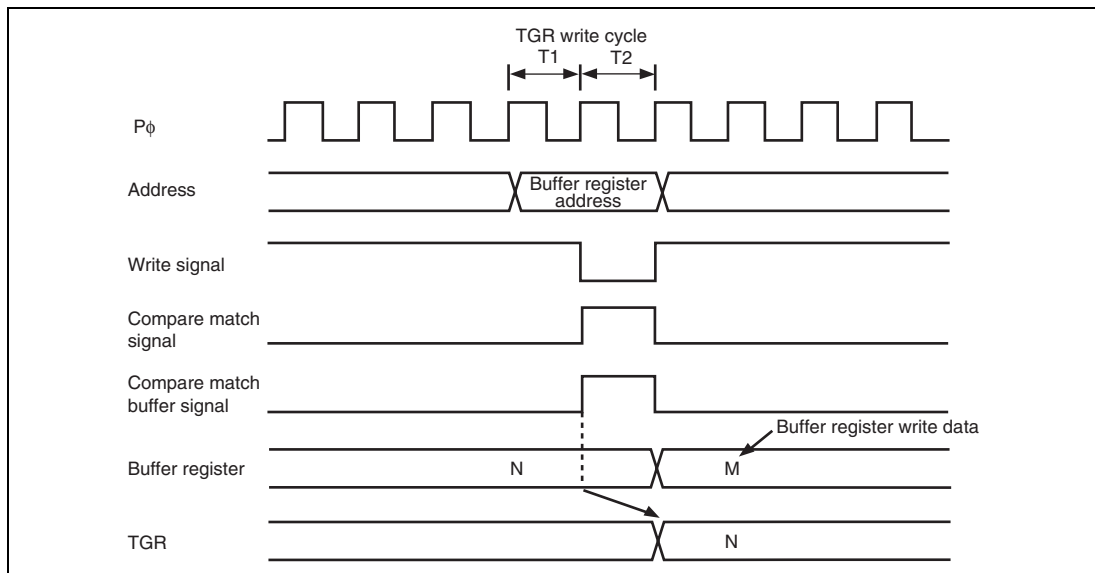 TGR write cycle
T1 T2
Pϕ
Address
Buffer register
address
Write signal
Compare match
signal
Compare match
buffer signal
Buffer register write data
Buffer register
N M
TGR
N